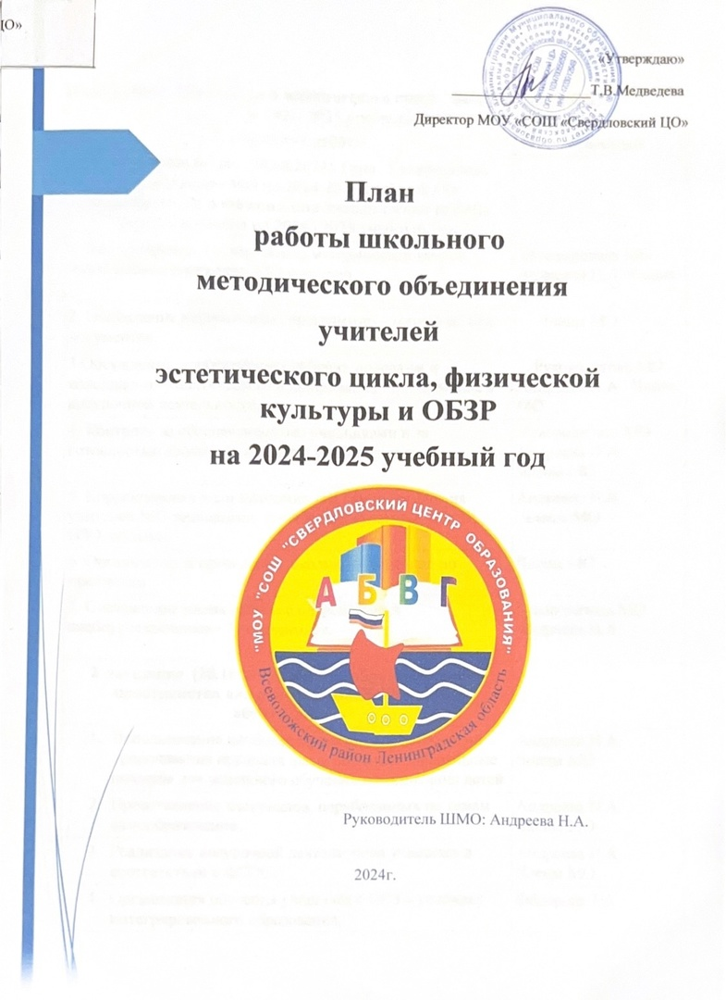 ЦО»
«Утверждаю»
Т.В.Медведева
Директор МОУ «СОШ «Свердловский ЦО»
План
работы школьного
методического объединения
учителей
эстетического цикла, физической
культуры и ОБЗР
на 2024-2025 учебный год
"МОУ "СОШ "СВЕРДЛОВСКИЙ ЦЕНТР ОБРАЗОВАНИЯ"
А Б В Г
Всеволожский район Ленинградская область
Руководитель ШМО: Андреева Н.А.
2024г.